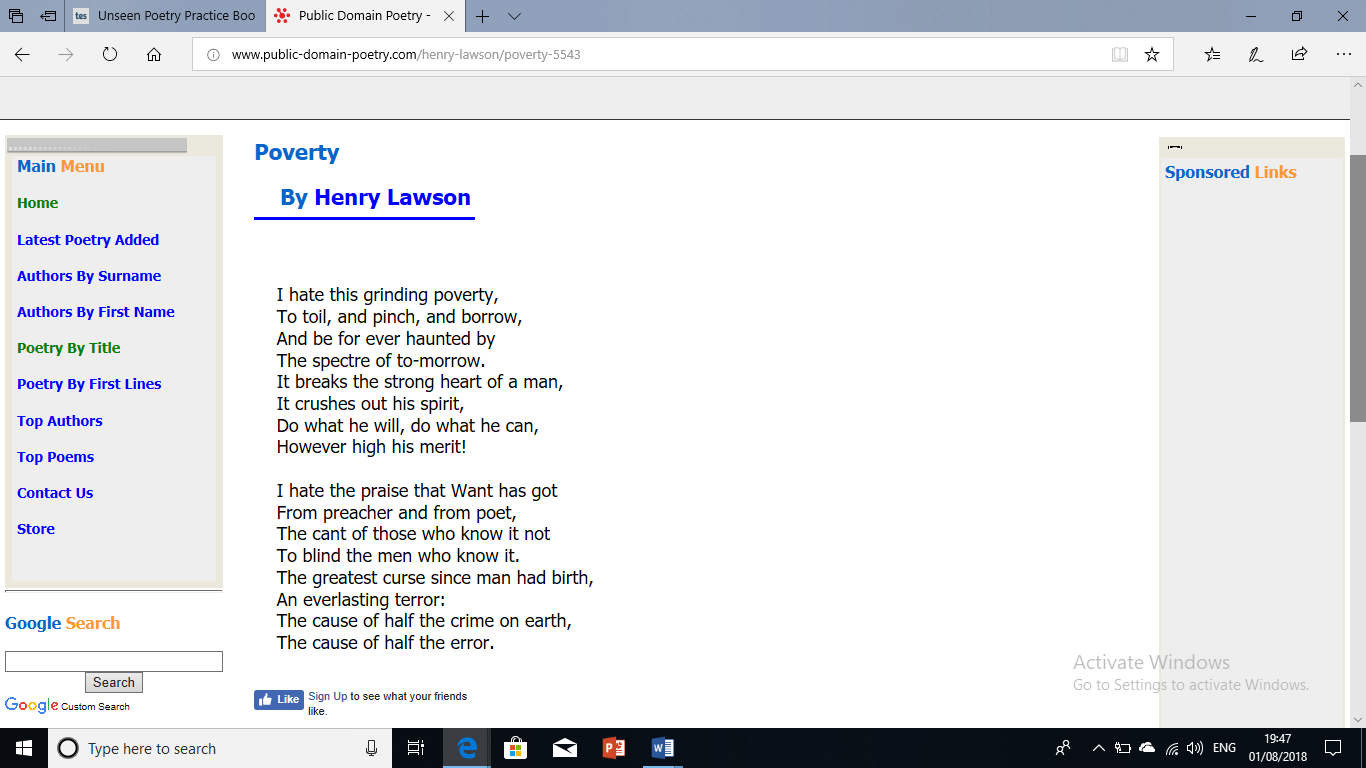 Unseen Poetry Practice Boo
Public Domain Poetry -
www.public-domain-poetry.com/henry-lawson/poverty-5543
Main Menu
Home
Latest Poetry Added
Authors By Surname
Authors By First Name
Poetry By Title
Poetry By First Lines
Top Authors
Top Poems
Contact Us
Store
Google Search
Search
Google Custom Search
Poverty
By Henry Lawson
I hate this grinding poverty,
To toil, and pinch, and borrow,
And be for ever haunted by
The spectre of to-morrow.
It breaks the strong heart of a man,
It crushes out his spirit,
Do what he will, do what he can,
However high his merit!
I hate the praise that Want has got
From preacher and from poet,
The cant of those who know it not
To blind the men who know it.
The greatest curse since man had birth,
An everlasting terror:
The cause of half the crime on earth,
The cause of half the error.
Like
Sign Up to see what your friends
like.
Sponsored Links
Activate Windows
Go to Settings to activate Windows.
Type here to search
ENG
19:47
01/08/2018